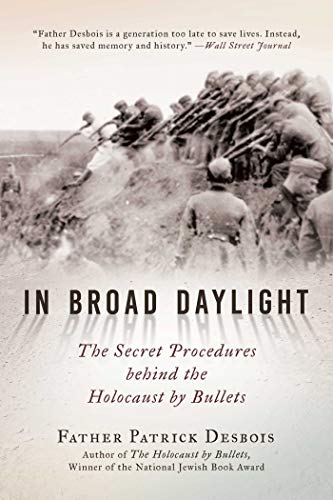 “Father Desbois is a generation too late to save lives. Instead,
he has saved memory and history.” —Wall Street Journal
IN BROAD DAYLIGHT
The Secret Procedures
behind the
Holocaust by Bullets
FATHER PATRICK DESBOIS
Author of The Holocaust by Bullets,
Winner of the National Jewish Book Award